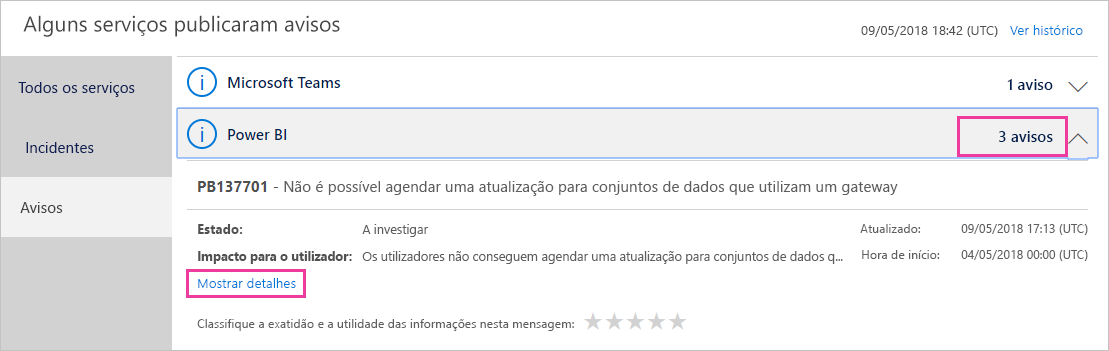 Alguns serviços publicaram avisos
09/05/2018 18:42 (UTC) Ver histórico
Todos os serviços
Incidentes
Avisos
Microsoft Teams 1 aviso
Power BI 3 avisos
PB137701 - Não é possível agendar uma atualização para conjuntos de dados que utilizam um gateway
Estado: A investigar Atualizado: 09/05/2018 17:13 (UTC)
Impacto para o utilizador: Os utilizadores não conseguem agendar uma atualização para conjuntos de dados q... Hora de início: 04/05/2018 00:00 (UTC)
Mostrar detalhes
Classifique a exatidão e a utilidade das informações nesta mensagem: